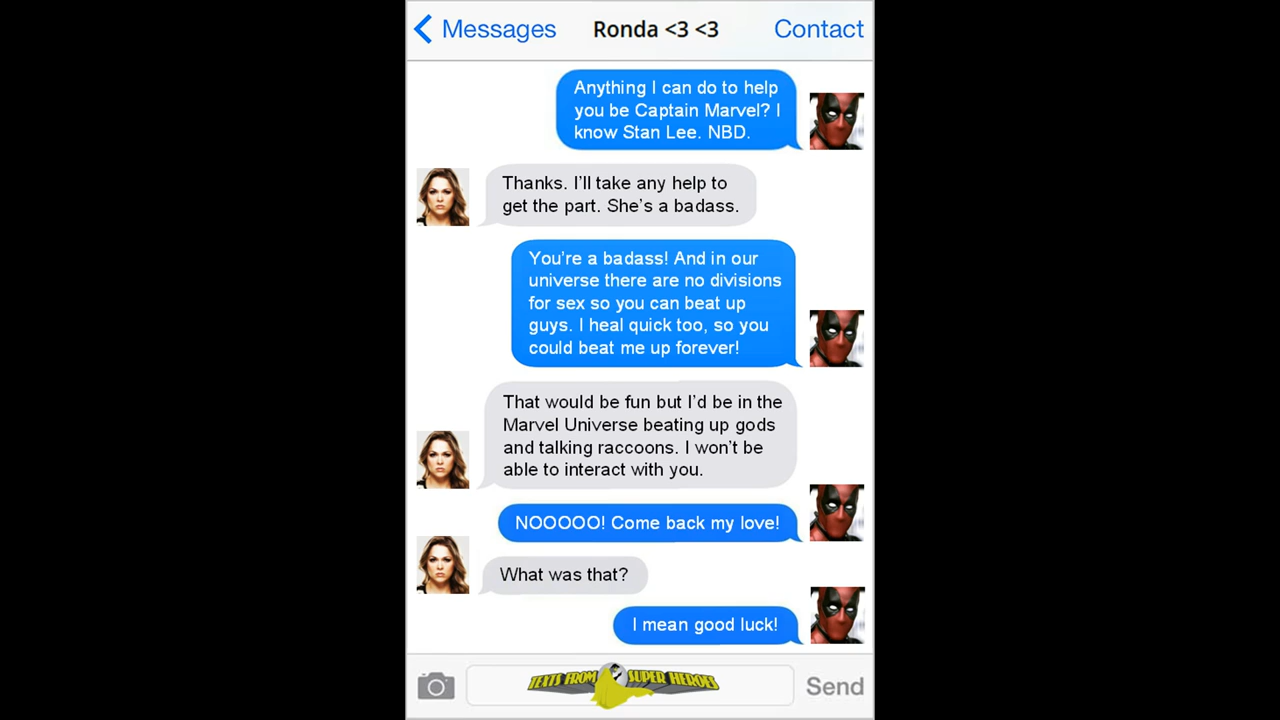 Messages
Ronda <3 <3
Contact
Anything I can do to help
you be Captain Marvel? I
know Stan Lee. NBD.
Thanks. I'll take any help to
get the part. She's a badass.
You're a badass! And in our
universe there are no divisions
for sex so you can beat up
guys. I heal quick too, so you
could beat me up forever!
That would be fun but I'd be in the
Marvel Universe beating up gods
and talking raccoons. I won't be
able to interact with you.
NOOOOO! Come back my love!
What was that?
I mean good luck!
TEXTS FROM SUPER HEROES
Send